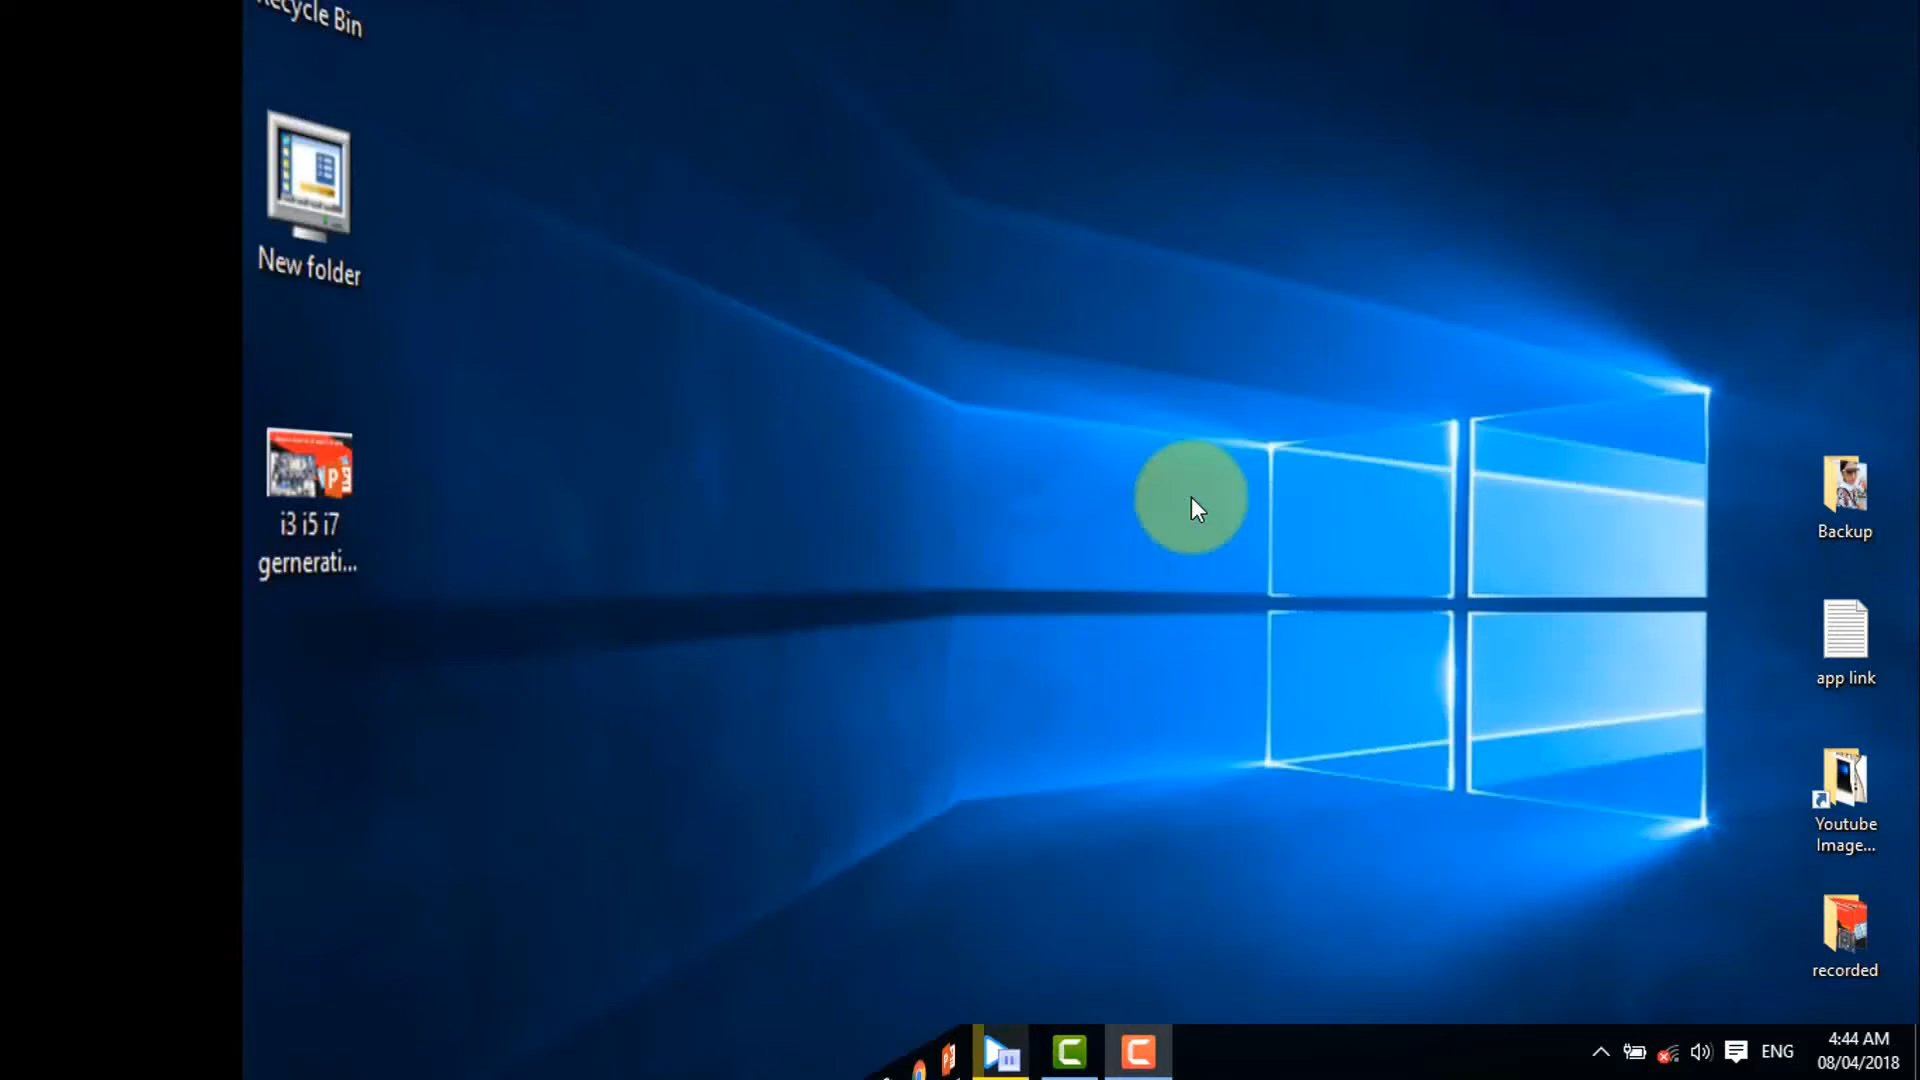 Recycle Bin
New folder
i3 i5 i7
gernerati...
Backup
app link
Youtube
Image...
recorded
ENG
4:44 AM
08/04/2018